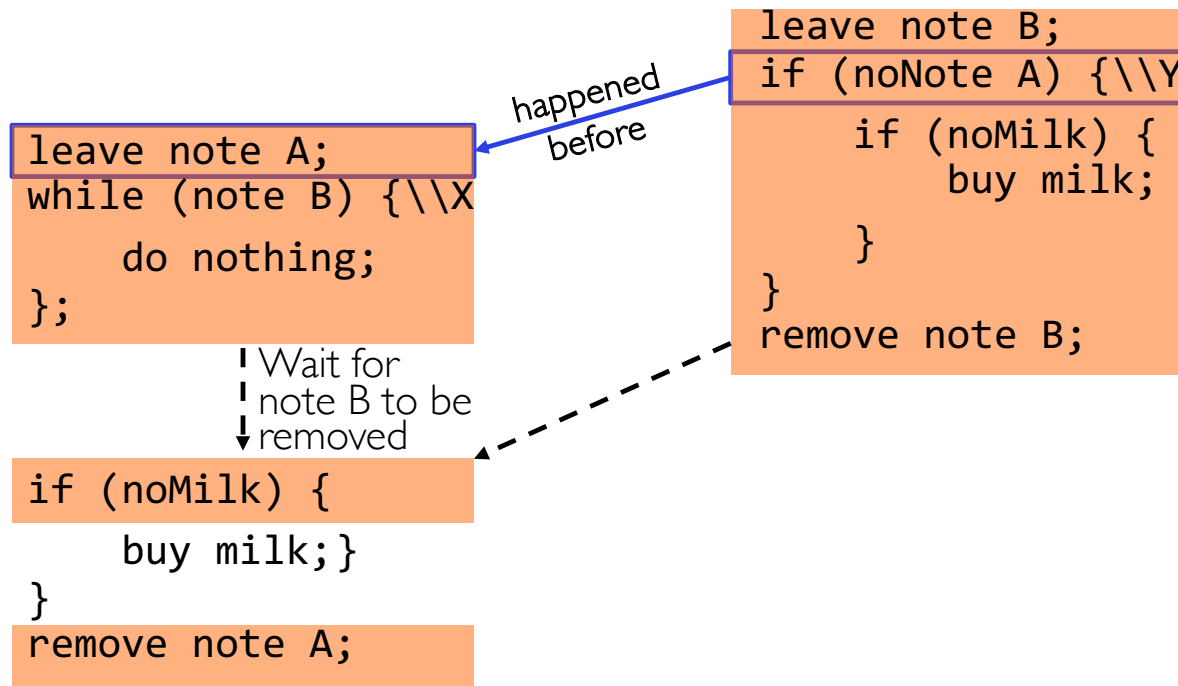 leave note A;
while (note B) {\\X
do nothing;
};
Wait for
note B to be
removed
if (noMilk) {
buy milk;}
}
remove note A;
happened
before
leave note B;
if (noNote A) {\\Y
if (noMilk) {
buy milk;
}
}
remove note B;